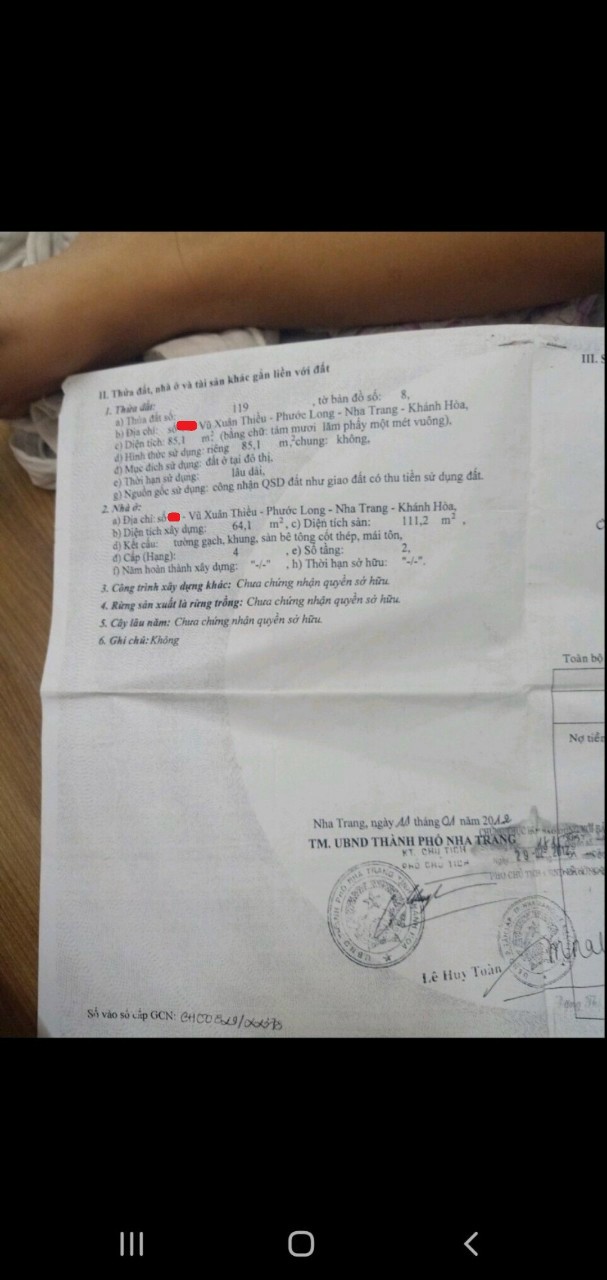 II. Thửa đất, nhà ở và tài sản khác gắn liền với đất
III. S
1. Thửa đất:
a) Thửa đất số: 119 , tờ bản đồ số: 8,
b) Địa chỉ: số Vũ Xuân Thiều - Phước Long - Nha Trang - Khánh Hòa,
c) Diện tích: 85,1 m² (bằng chữ: tám mươi lăm phẩy một mét vuông),
d) Hình thức sử dụng: riêng 85,1 m², chung: không,
đ) Mục đích sử dụng: đất ở tại đô thị,
e) Thời hạn sử dụng: lâu dài,
g) Nguồn gốc sử dụng: công nhận QSD đất như giao đất có thu tiền sử dụng đất.
2. Nhà ở:
a) Địa chỉ: số - Vũ Xuân Thiều - Phước Long - Nha Trang - Khánh Hòa,
b) Diện tích xây dựng: 64,1 m², c) Diện tích sàn: 111,2 m² ,
d) Kết cấu: tường gạch, khung, sàn bê tông cốt thép, mái tôn,
đ) Cấp (Hạng): 4 , e) Số tầng: 2,
f) Năm hoàn thành xây dựng: "-/-" , h) Thời hạn sở hữu: "-/-".
3. Công trình xây dựng khác: Chưa chứng nhận quyền sở hữu.
4. Rừng sản xuất là rừng trồng: Chưa chứng nhận quyền sở hữu.
5. Cây lâu năm: Chưa chứng nhận quyền sở hữu.
6. Ghi chú: Không
Toàn bộ
Nợ tiền
Nha Trang, ngày 11 tháng 01 năm 2012
TM. UBND THÀNH PHỐ NHA TRANG
KT. CHỦ TỊCH
PHÓ CHỦ TỊCH
Lê Huy Toàn
Số vào sổ cấp GCN: